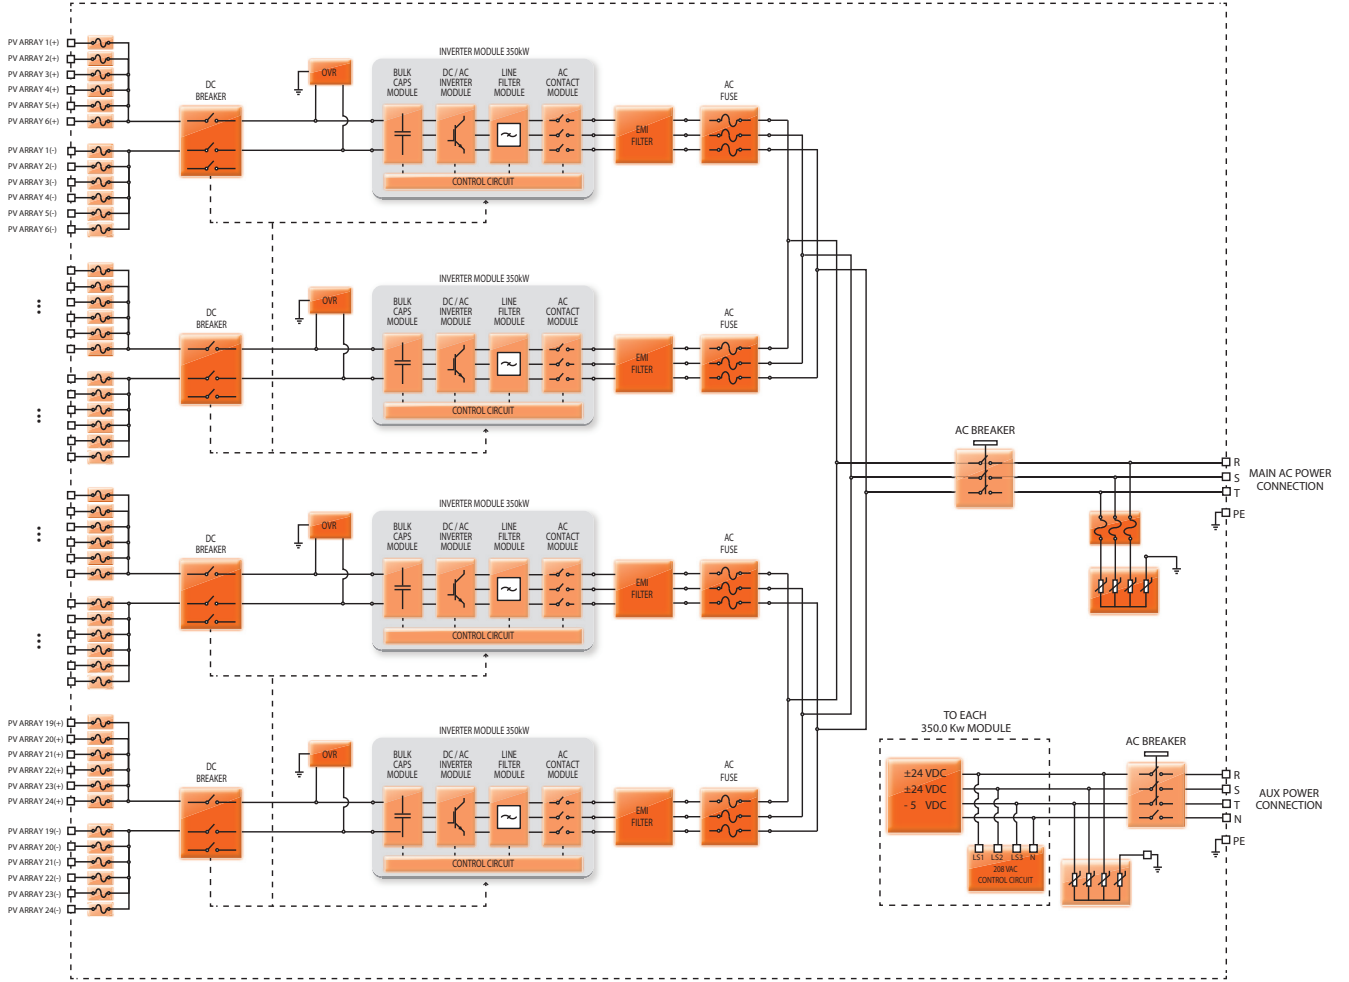 PV ARRAY 1(+)
PV ARRAY 2(+)
PV ARRAY 3(+)
PV ARRAY 4(+)
PV ARRAY 5(+)
PV ARRAY 6(+)
PV ARRAY 1(-)
PV ARRAY 2(-)
PV ARRAY 3(-)
PV ARRAY 4(-)
PV ARRAY 5(-)
PV ARRAY 6(-)
DC
BREAKER
OVR
INVERTER MODULE 350kW
BULK
CAPS
MODULE
DC / AC
INVERTER
MODULE
LINE
FILTER
MODULE
AC
CONTACT
MODULE
CONTROL CIRCUIT
EMI
FILTER
AC
FUSE
DC
BREAKER
OVR
INVERTER MODULE 350kW
BULK
CAPS
MODULE
DC / AC
INVERTER
MODULE
LINE
FILTER
MODULE
AC
CONTACT
MODULE
CONTROL CIRCUIT
EMI
FILTER
AC
FUSE
DC
BREAKER
OVR
INVERTER MODULE 350kW
BULK
CAPS
MODULE
DC / AC
INVERTER
MODULE
LINE
FILTER
MODULE
AC
CONTACT
MODULE
CONTROL CIRCUIT
EMI
FILTER
AC
FUSE
PV ARRAY 19(+)
PV ARRAY 20(+)
PV ARRAY 21(+)
PV ARRAY 22(+)
PV ARRAY 23(+)
PV ARRAY 24(+)
PV ARRAY 19(-)
PV ARRAY 20(-)
PV ARRAY 21(-)
PV ARRAY 22(-)
PV ARRAY 23(-)
PV ARRAY 24(-)
DC
BREAKER
OVR
INVERTER MODULE 350kW
BULK
CAPS
MODULE
DC / AC
INVERTER
MODULE
LINE
FILTER
MODULE
AC
CONTACT
MODULE
CONTROL CIRCUIT
EMI
FILTER
AC
FUSE
AC BREAKER
R
S
T
PE
MAIN AC POWER
CONNECTION
TO EACH
350.0 Kw MODULE
±24 VDC
±24 VDC
- 5 VDC
LS1 LS2 LS3 N
208 VAC
CONTROL CIRCUIT
AC BREAKER
R
S
T
N
PE
AUX POWER
CONNECTION